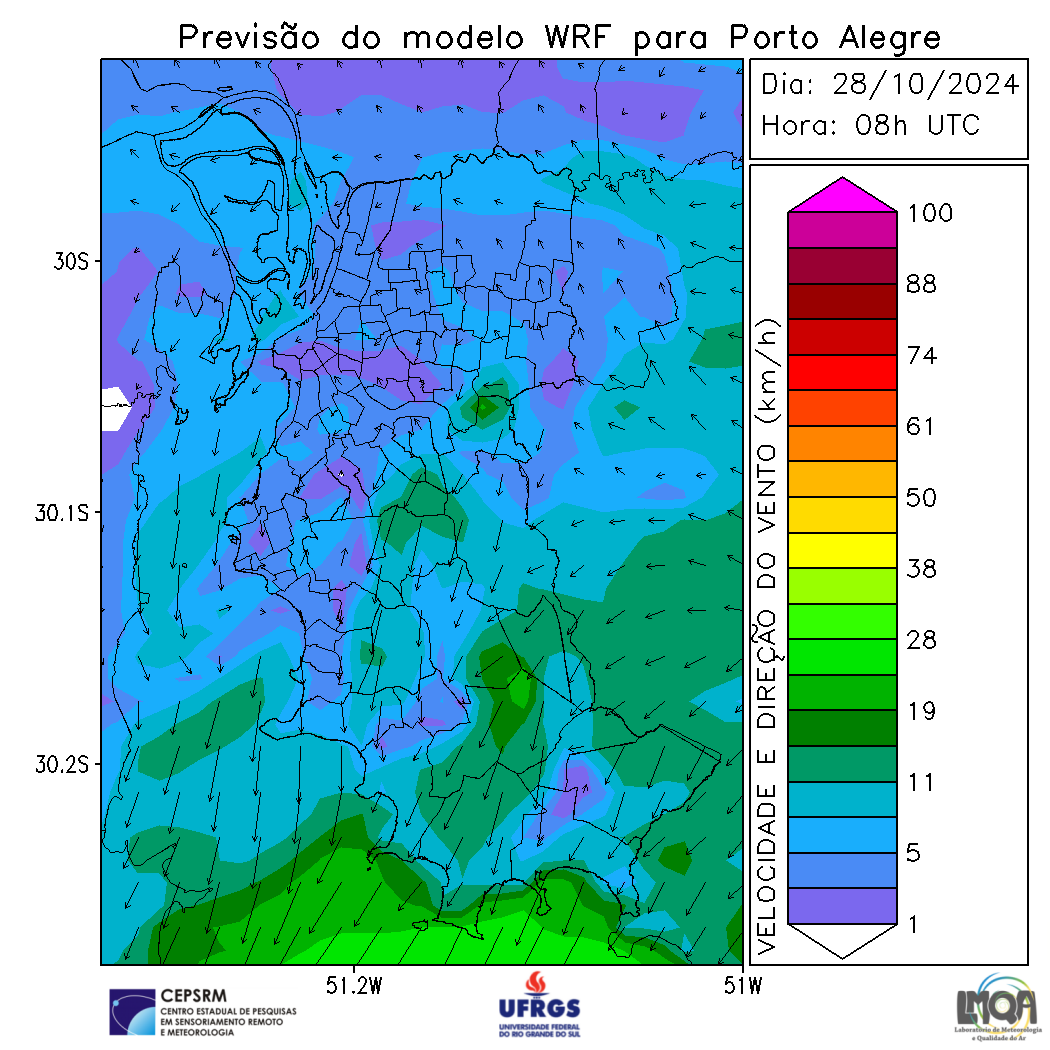 Previsão do modelo WRF para Porto Alegre
Dia: 28/10/2024
Hora: 08h UTC
30S
30.1S
30.2S
51.2W
51W
VELOCIDADE E DIREÇÃO DO VENTO (km/h)
100
88
74
61
50
38
28
19
11
5
1
CEPSRM
CENTRO ESTADUAL DE PESQUISAS
EM SENSORIAMENTO REMOTO
E METEOROLOGIA
UFRGS
UNIVERSIDADE FEDERAL
DO RIO GRANDE DO SUL
LMQA
Laboratório de Meteorologia
e Qualidade do Ar